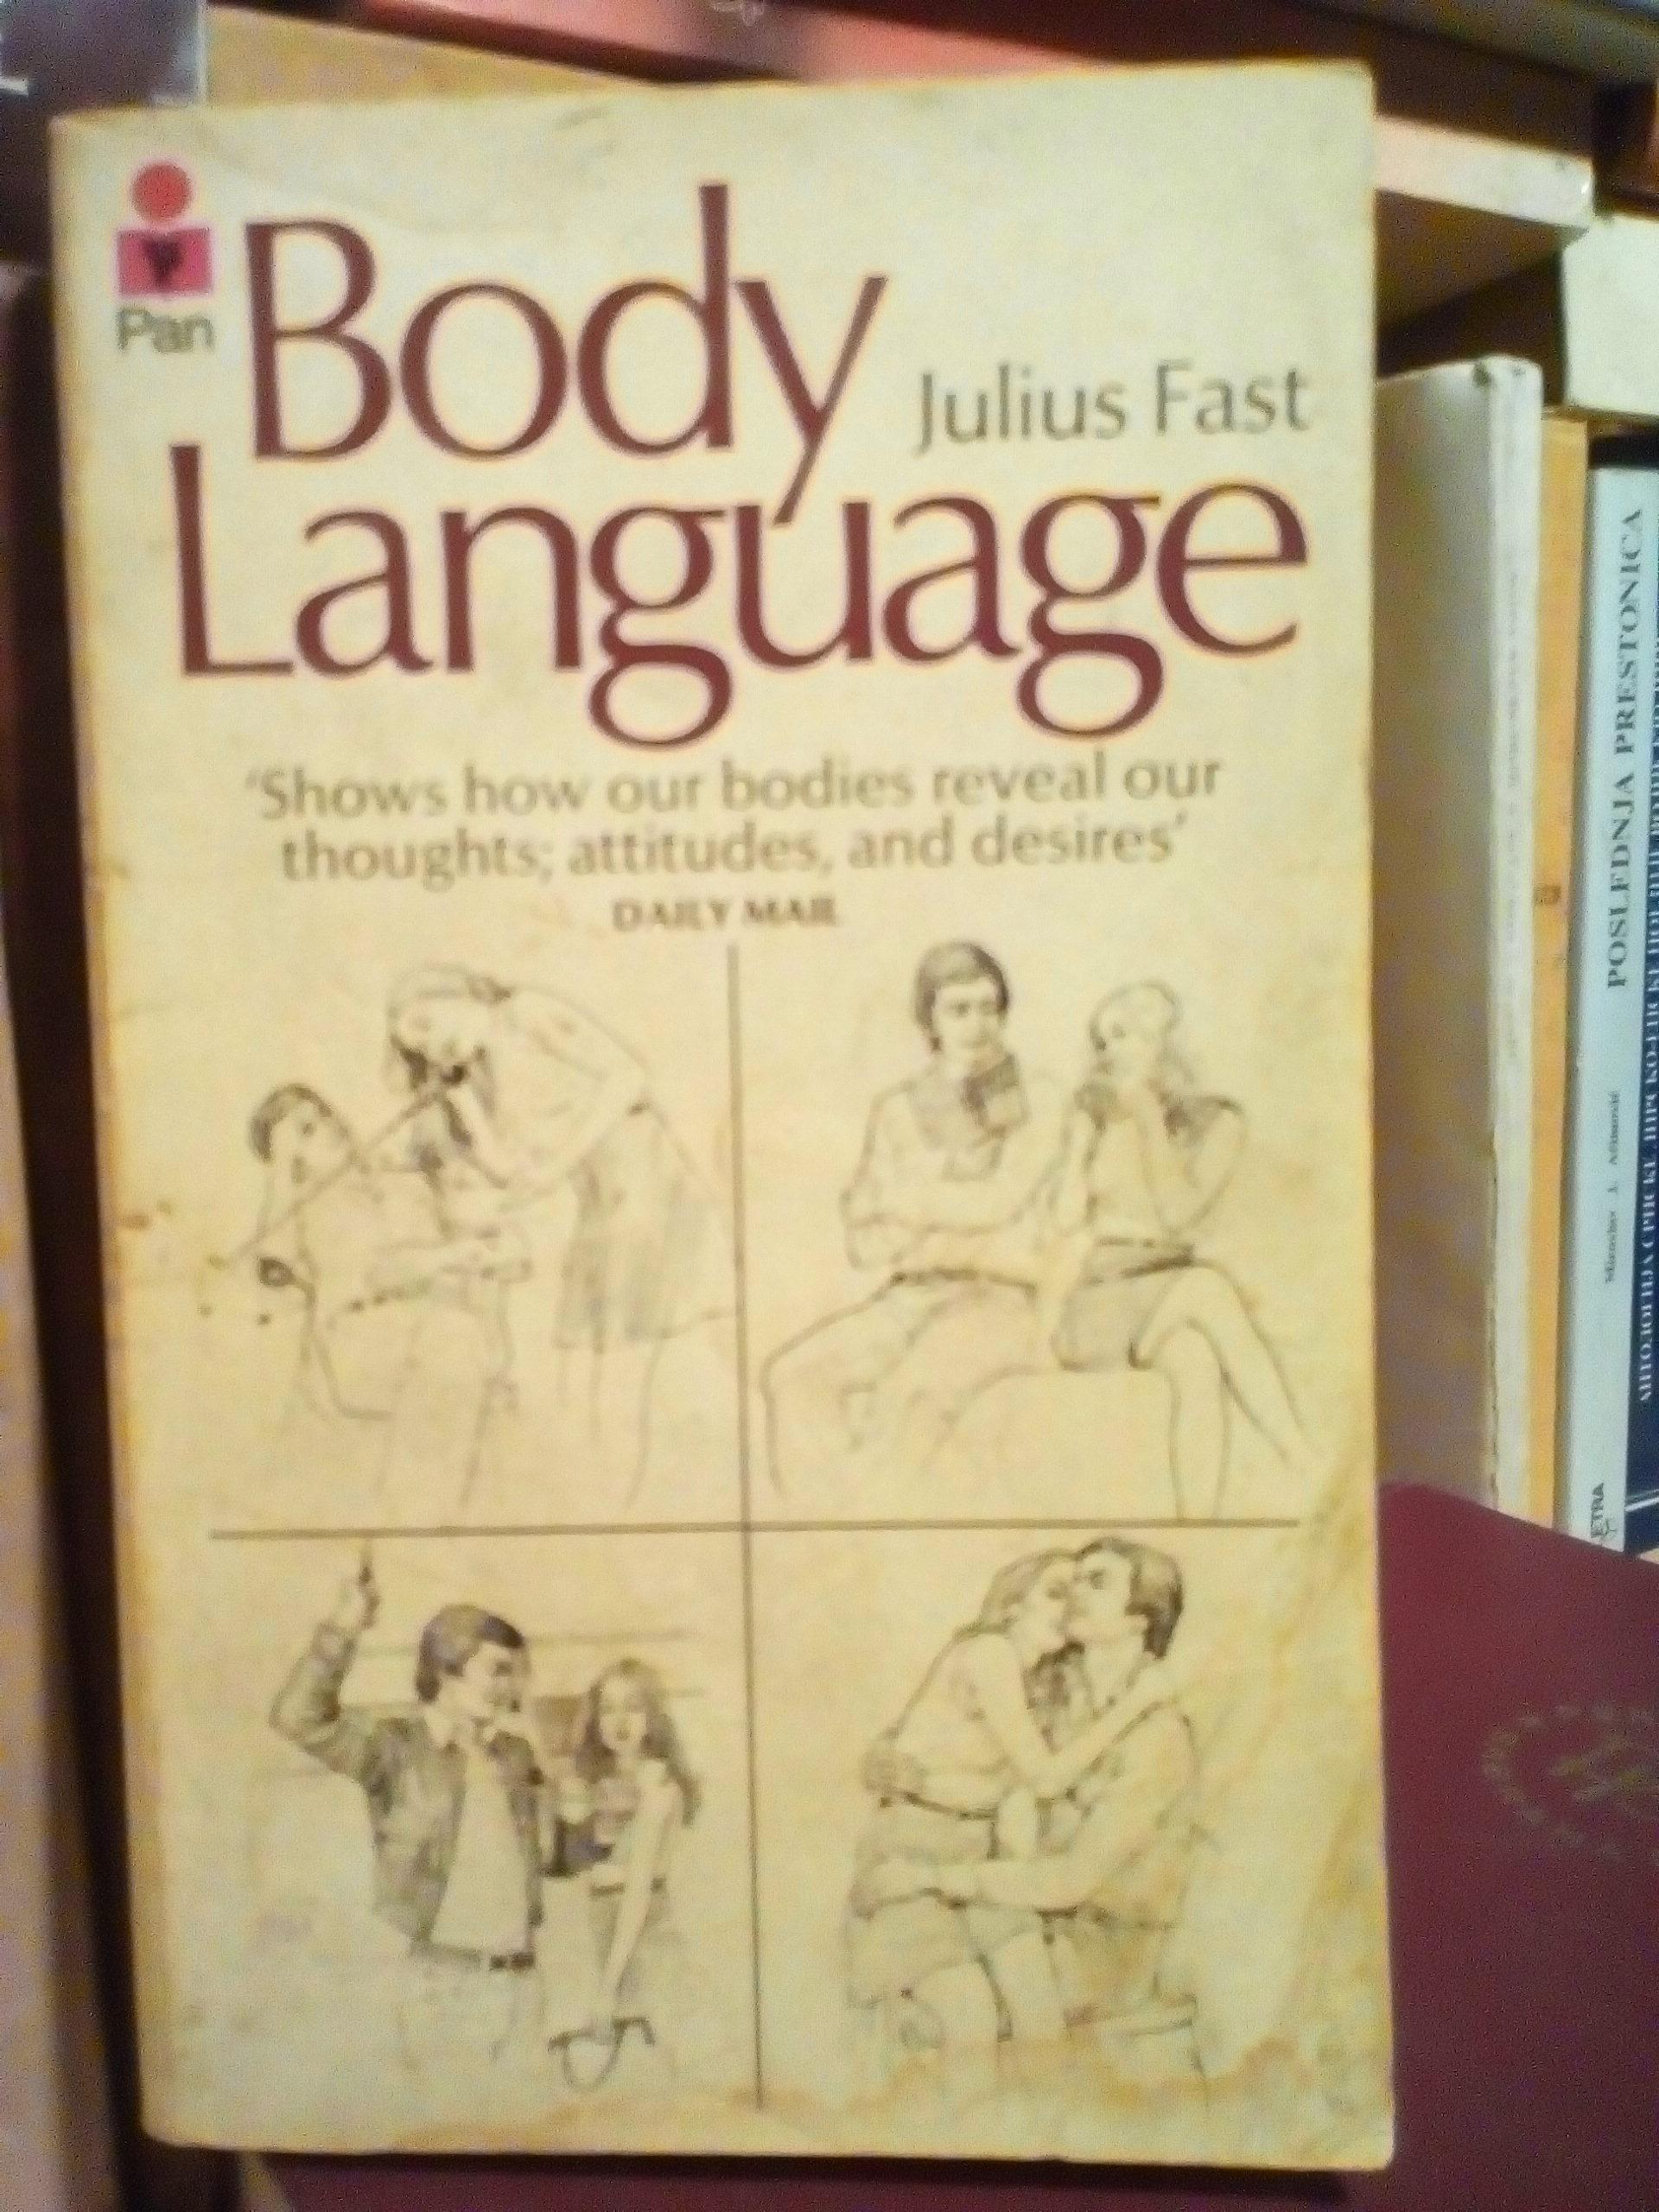 Pan
Body
Julius Fast
Language
'Shows how our bodies reveal our
thoughts; attitudes, and desires'
DAILY MAIL
POSLEDNJA PRESTONICA